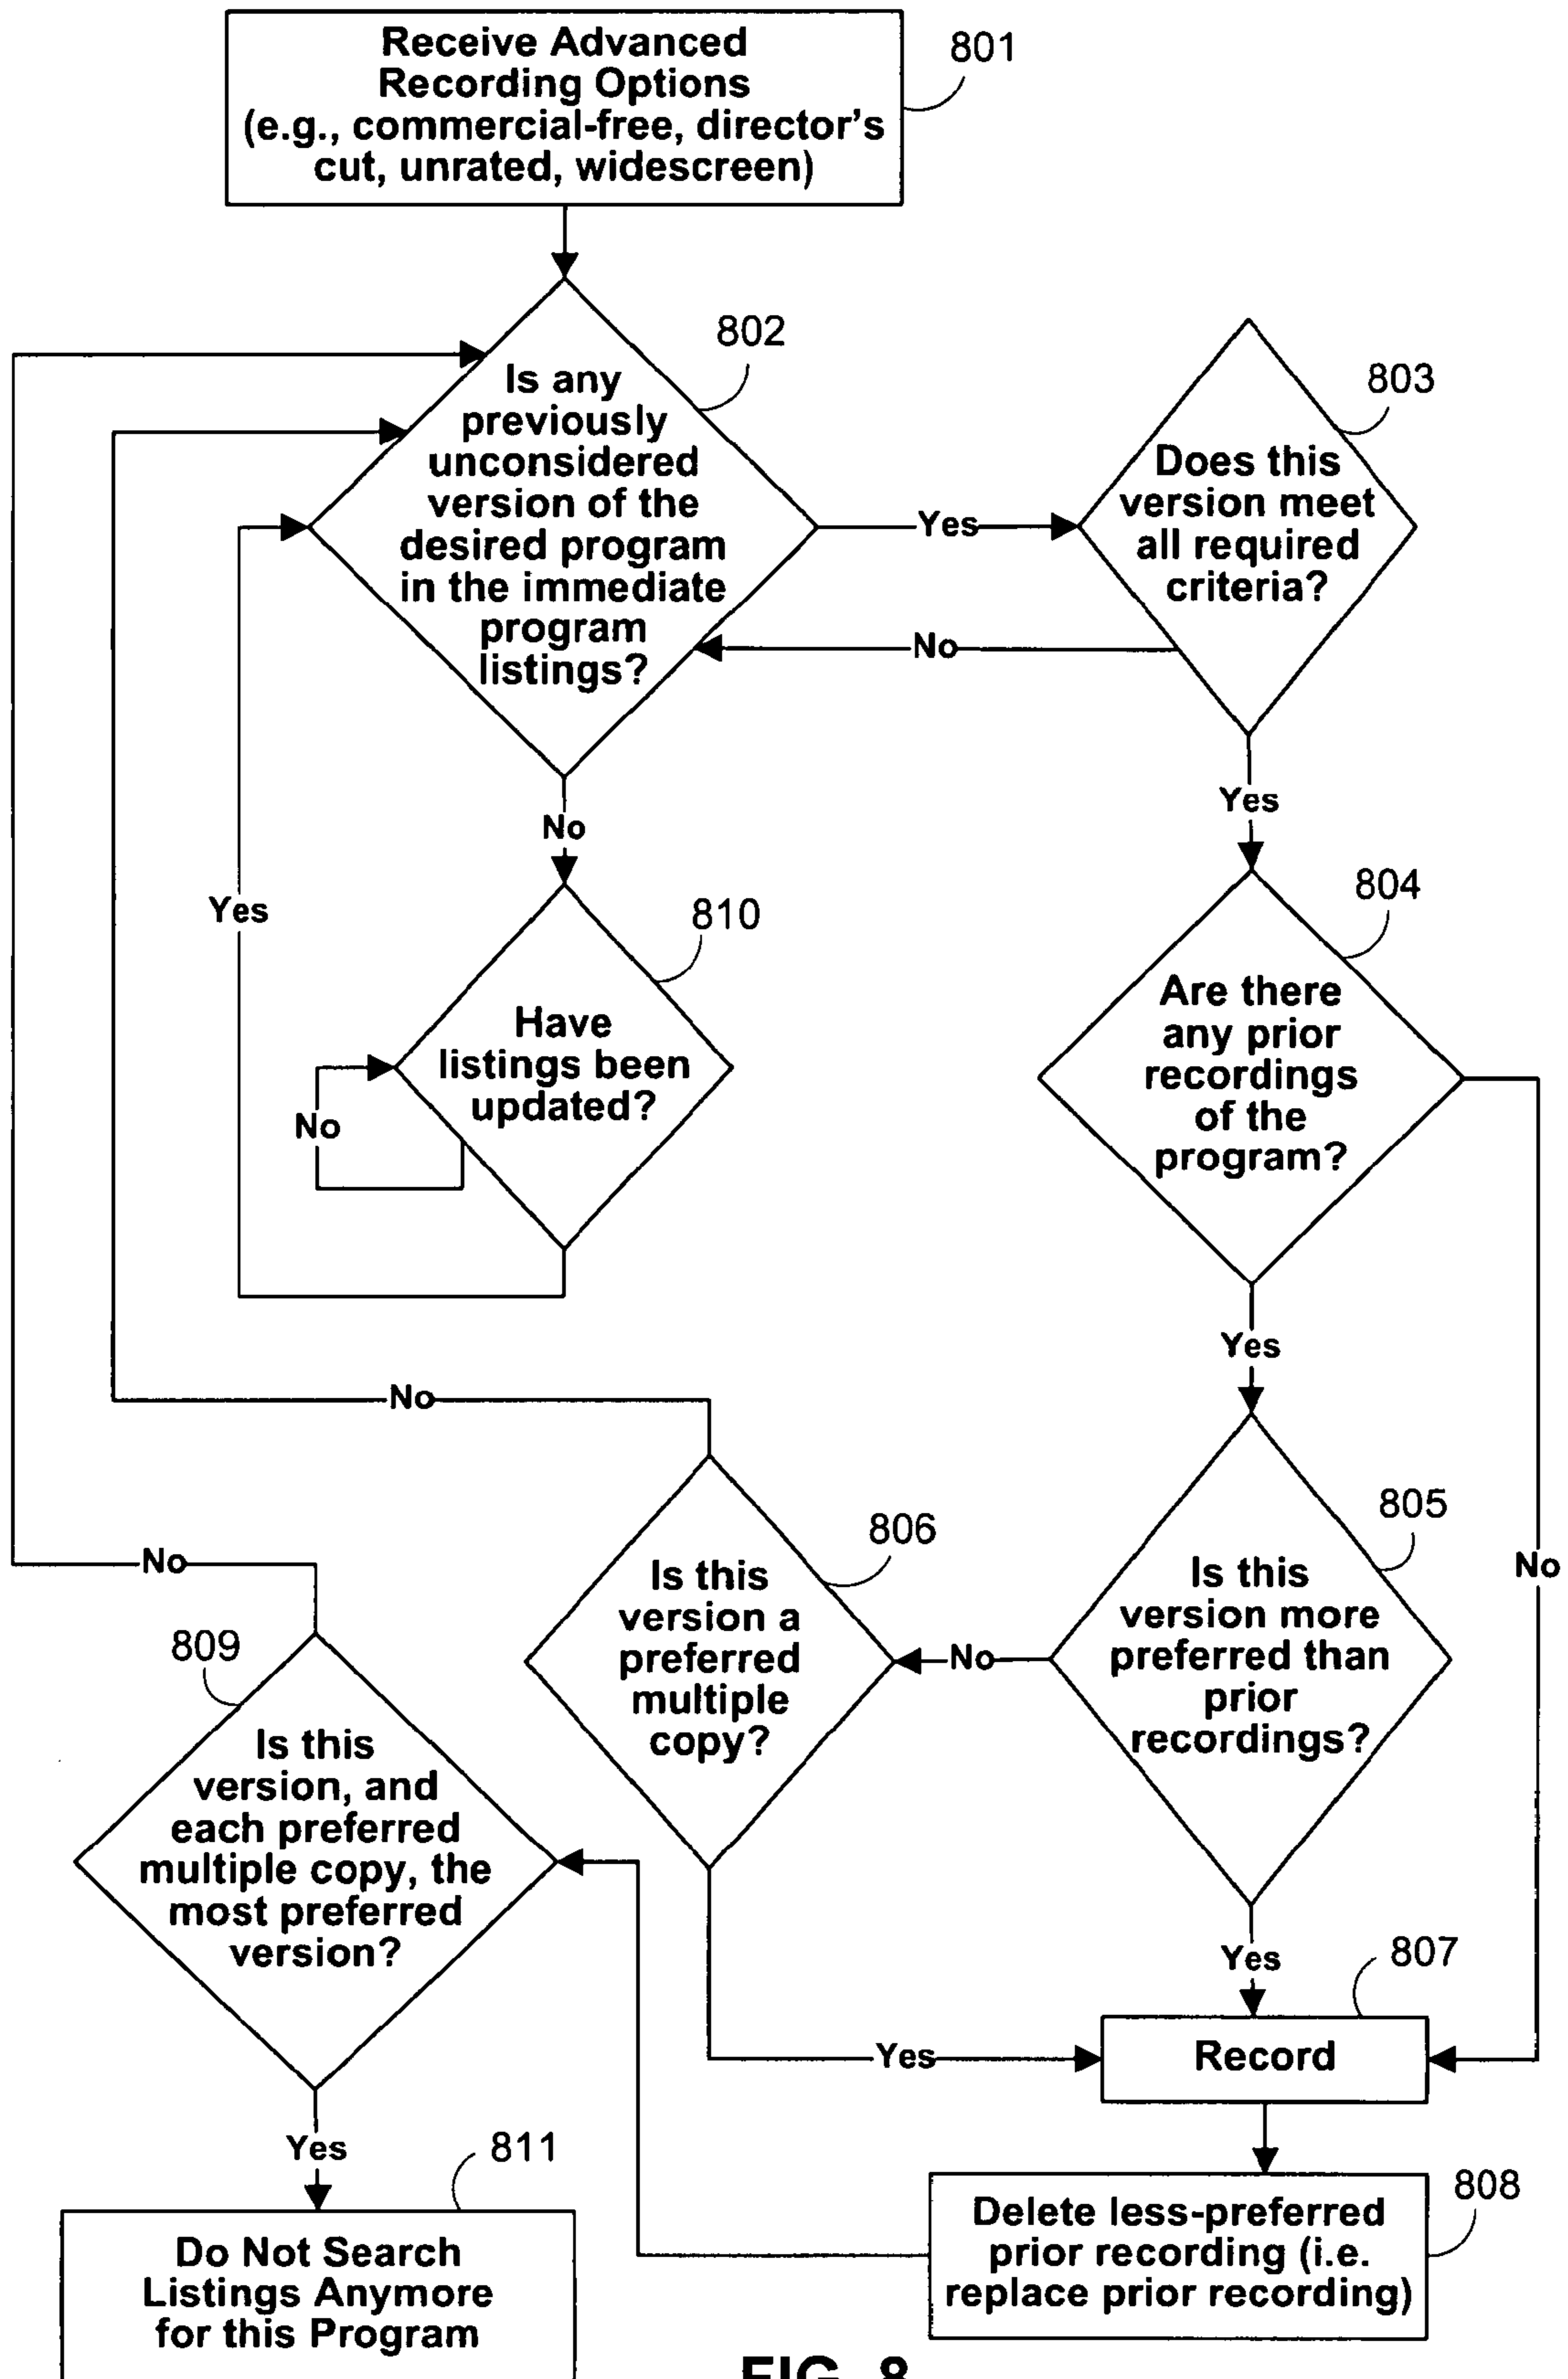 Receive Advanced
Recording Options
(e.g., commercial-free, director's
cut, unrated, widescreen)
801
802
Is any
previously
unconsidered
version of the
desired program
in the immediate
program
listings?
Yes
803
Does this
version meet
all required
criteria?
No
Yes
No
Yes
810
Have
listings been
updated?
No
804
Are there
any prior
recordings
of the
program?
Yes
No
No
805
Is this
version more
preferred than
prior
recordings?
No
806
Is this
version a
preferred
multiple
copy?
No
809
Is this
version, and
each preferred
multiple copy, the
most preferred
version?
Yes
807
Record
Yes
Yes
811
Do Not Search
Listings Anymore
for this Program
808
Delete less-preferred
prior recording (i.e.
replace prior recording)
FIG. 8